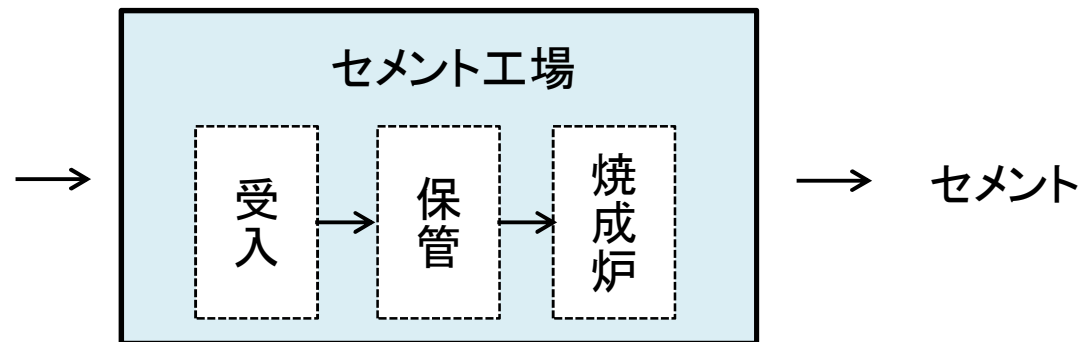 セメント工場
受入
保管
焼成炉
セメント